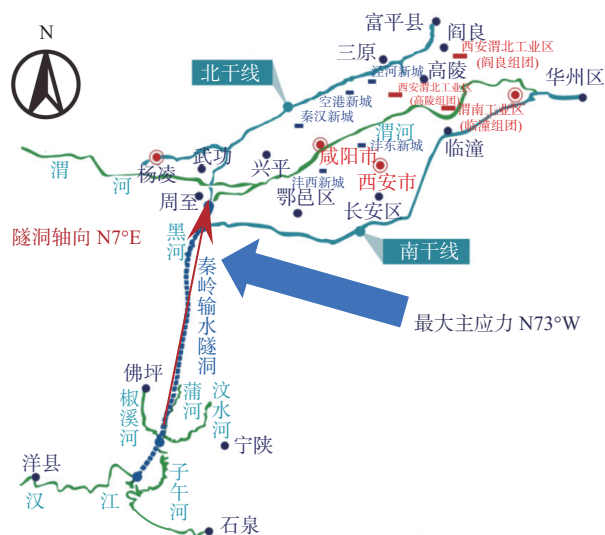 N
富平县
阎良
西安渭北工业区
(阎良组团)
三原
泾河新城
高陵
北干线
西安渭北工业区
(高陵组团)
华州区
空港新城
秦汉新城
渭南工业区
(临潼组团)
渭河
渭
河
武功
杨凌
兴平
咸阳市
沣东新城
临潼
沣西新城
西安市
周至
鄠邑区
长安区
隧洞轴向 N7°E
黑河
南干线
秦岭输水隧洞
最大主应力 N73°W
佛坪
椒溪河
蒲河
汶水河
宁陕
洋县
子午河
汉
江
石泉